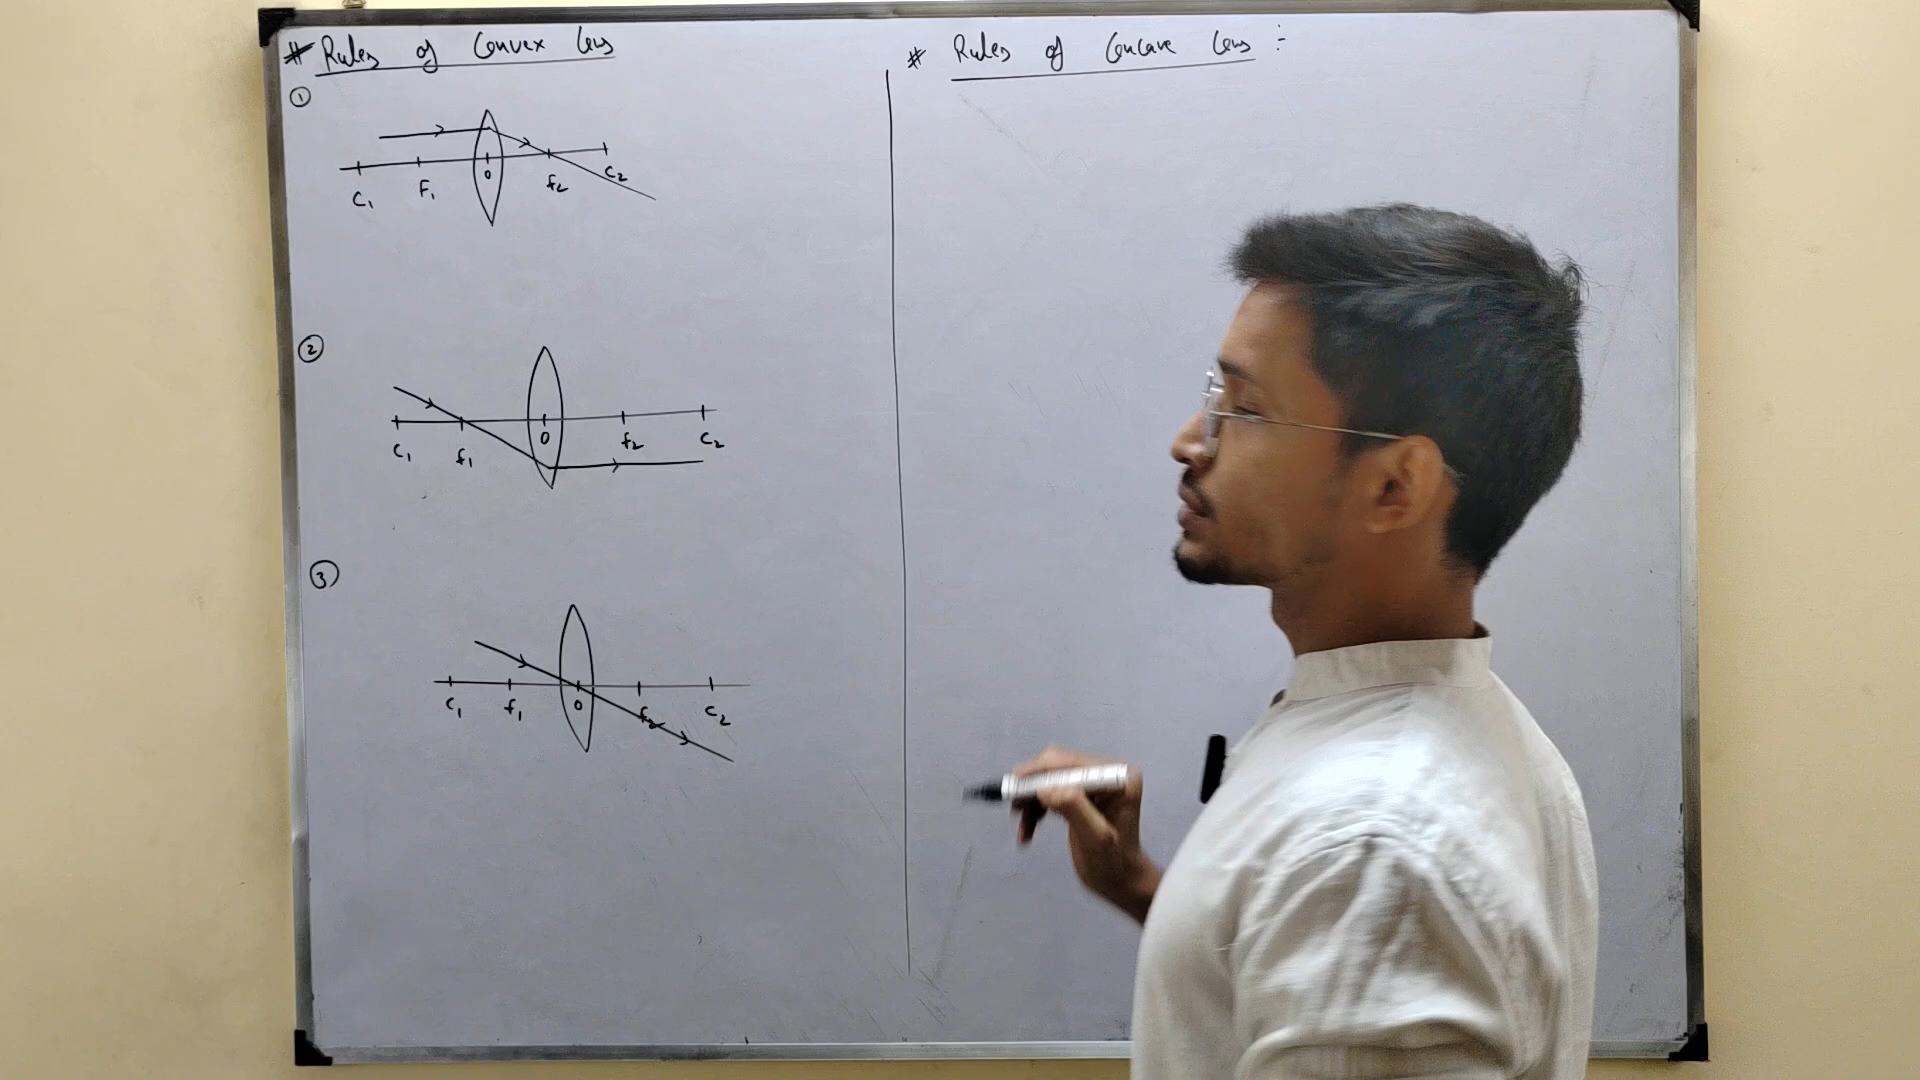 # Rules of Convex lens
①
C₁ F₁ O f₂ C₂
②
C₁ f₁ O f₂ C₂
③
C₁ f₁ O f₂ C₂
# Rules of Concave lens :